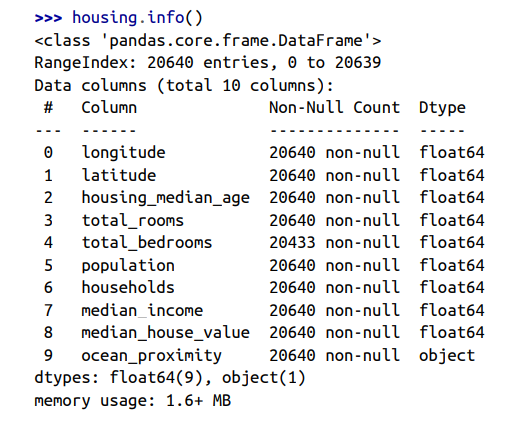 >>> housing.info()
<class 'pandas.core.frame.DataFrame'>
RangeIndex: 20640 entries, 0 to 20639
Data columns (total 10 columns):
 #   Column              Non-Null Count  Dtype
---  ------              --------------  -----
 0   longitude           20640 non-null  float64
 1   latitude            20640 non-null  float64
 2   housing_median_age  20640 non-null  float64
 3   total_rooms         20640 non-null  float64
 4   total_bedrooms      20433 non-null  float64
 5   population          20640 non-null  float64
 6   households          20640 non-null  float64
 7   median_income       20640 non-null  float64
 8   median_house_value  20640 non-null  float64
 9   ocean_proximity     20640 non-null  object
dtypes: float64(9), object(1)
memory usage: 1.6+ MB